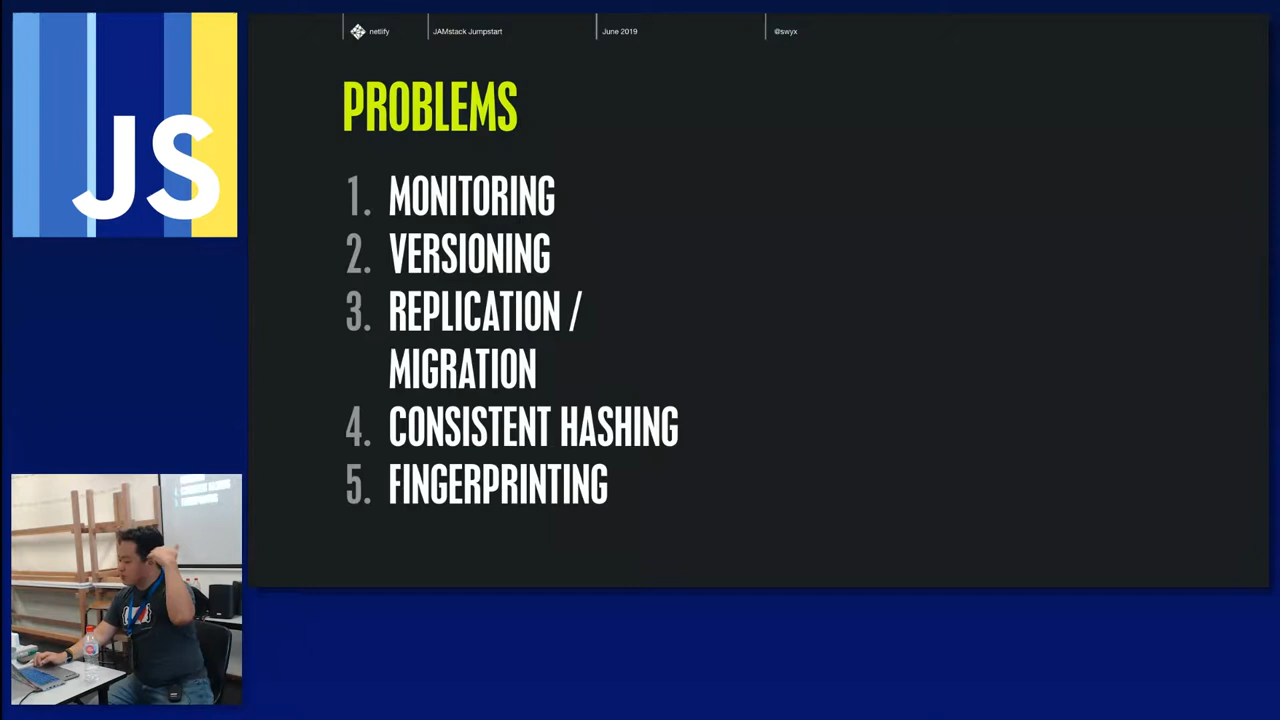 JS
netlify
JAMstack Jumpstart
June 2019
@swyx
PROBLEMS
1. MONITORING
2. VERSIONING
3. REPLICATION /
MIGRATION
4. CONSISTENT HASHING
5. FINGERPRINTING